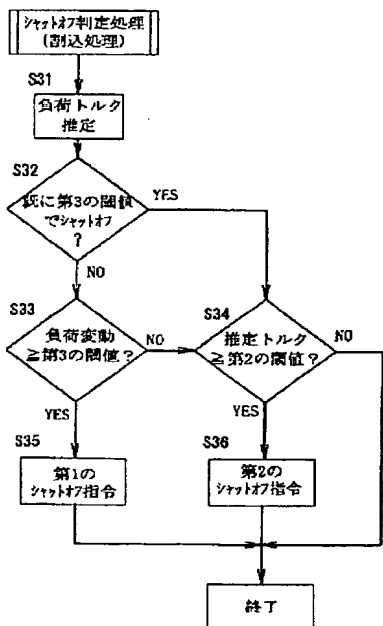 シャットオフ判定処理
(割込処理)
S31
負荷トルク
推定
S32
既に第3の閾値
でシャットオフ
?
YES
NO
S33
負荷変動
≧第3の閾値?
NO
YES
S34
推定トルク
≧第2の閾値?
NO
YES
S35
第1の
シャットオフ指令
S36
第2の
シャットオフ指令
終了